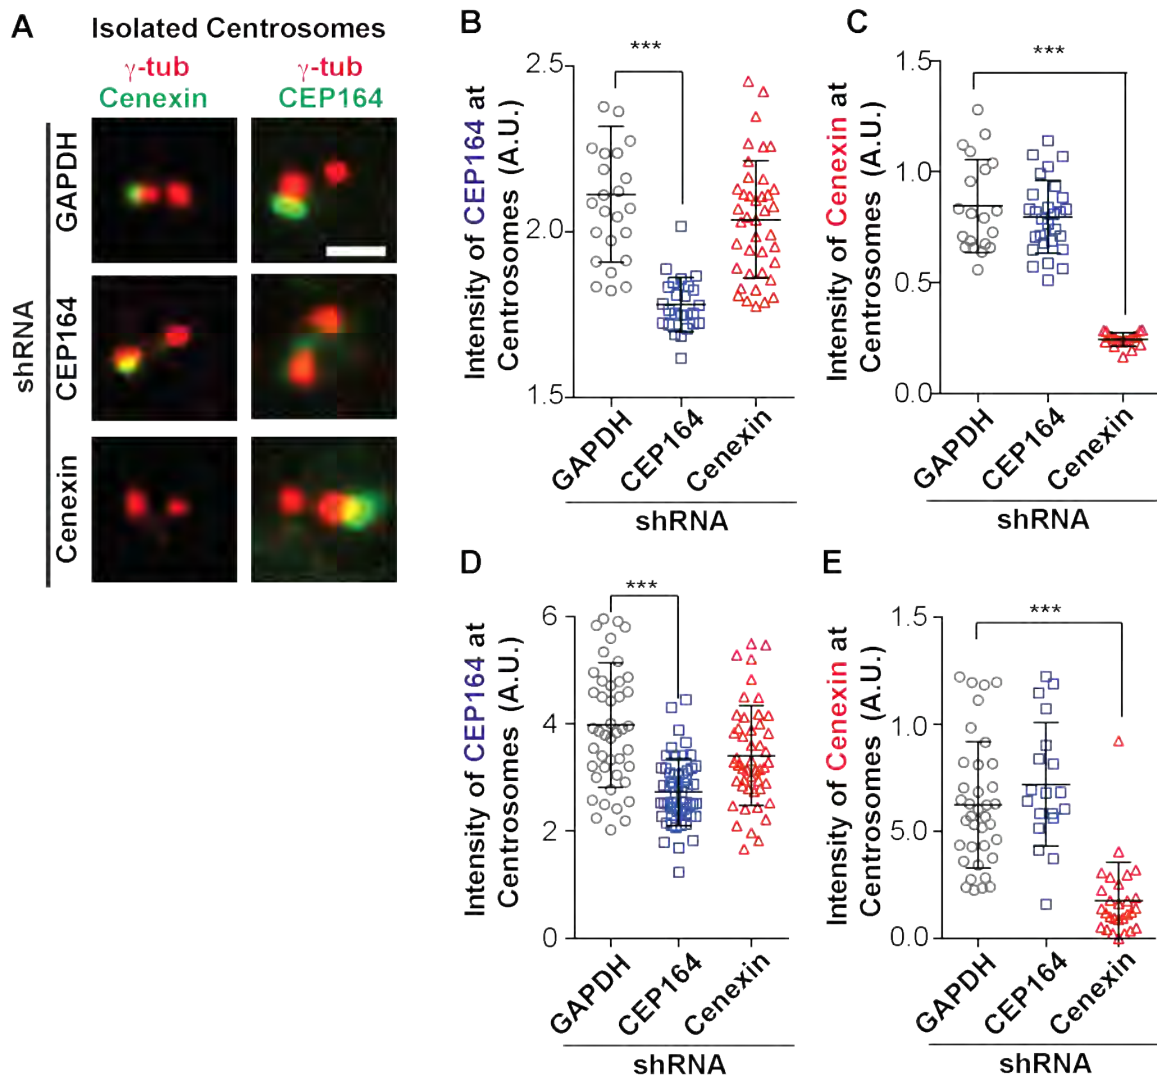 A
Isolated Centrosomes
γ-tub
Cenexin
γ-tub
CEP164
shRNA
GAPDH
CEP164
Cenexin
B
Intensity of CEP164 at
Centrosomes (A.U.)
2.5
2.0
1.5
***
GAPDH
CEP164
Cenexin
shRNA
C
Intensity of Cenexin at
Centrosomes (A.U.)
1.5
1.0
0.5
0.0
***
GAPDH
CEP164
Cenexin
shRNA
D
Intensity of CEP164 at
Centrosomes (A.U.)
6
4
2
0
***
GAPDH
CEP164
Cenexin
shRNA
E
Intensity of Cenexin at
Centrosomes (A.U.)
1.5
1.0
5.0
0.0
***
GAPDH
CEP164
Cenexin
shRNA